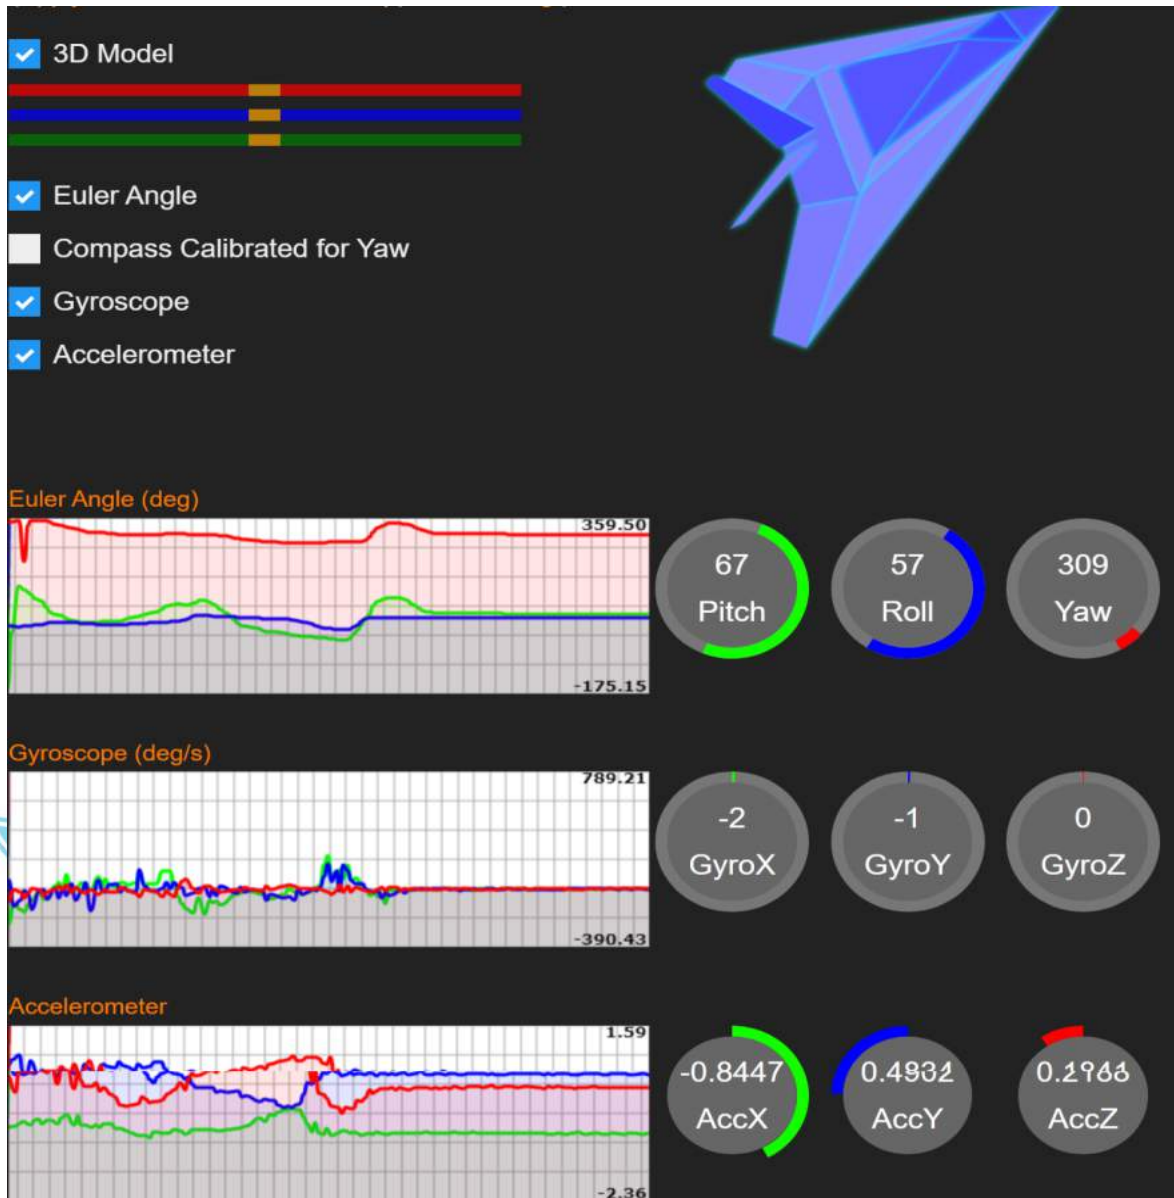 3D Model
Euler Angle
Compass Calibrated for Yaw
Gyroscope
Accelerometer
Euler Angle (deg)
359.50
-175.15
67
Pitch
57
Roll
309
Yaw
Gyroscope (deg/s)
789.21
-390.43
-2
GyroX
-1
GyroY
0
GyroZ
Accelerometer
1.59
-2.36
-0.8447
AccX
AccY
AccZ